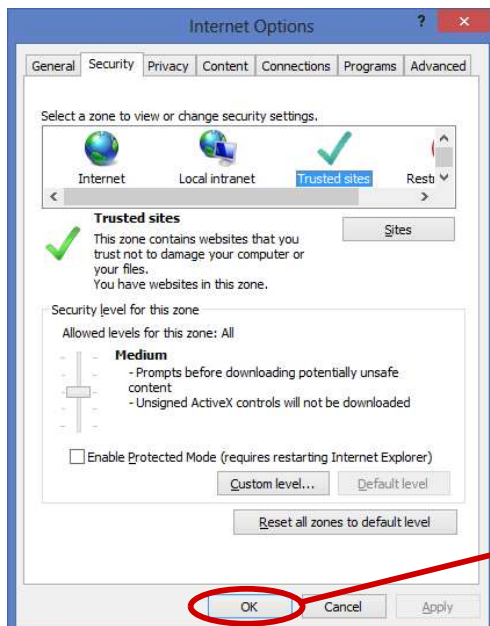 Internet Options
?
×
General Security Privacy Content Connections Programs Advanced
Select a zone to view or change security settings.
Internet Local intranet Trusted sites Restr
Trusted sites
Sites
This zone contains websites that you
trust not to damage your computer or
your files.
You have websites in this zone.
Security level for this zone
Allowed levels for this zone: All
Medium
- Prompts before downloading potentially unsafe
content
- Unsigned ActiveX controls will not be downloaded
Enable Protected Mode (requires restarting Internet Explorer)
Custom level... Default level
Reset all zones to default level
OK Cancel Apply